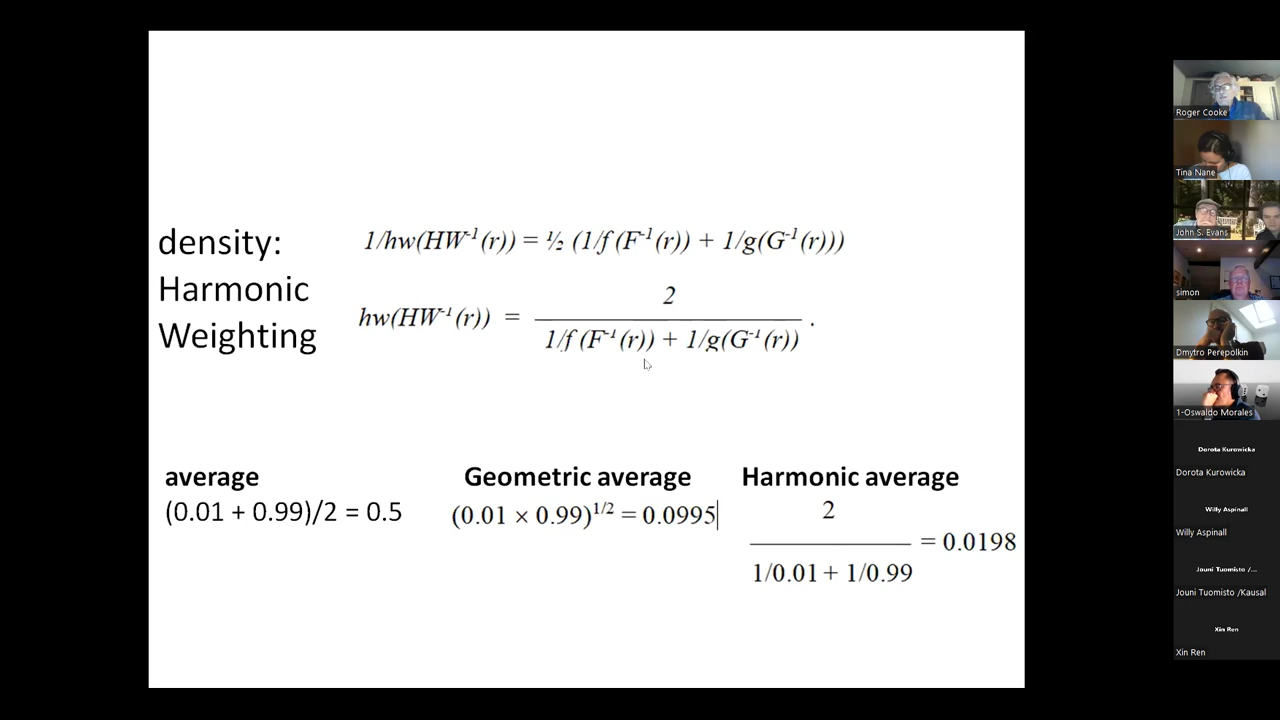 density:
Harmonic
Weighting
1/hw(HW⁻¹(r)) = ½ (1/f (F⁻¹(r)) + 1/g(G⁻¹(r)))
hw(HW⁻¹(r)) =
2
1/f (F⁻¹(r)) + 1/g(G⁻¹(r))
.
average
(0.01 + 0.99)/2 = 0.5
Geometric average
(0.01 × 0.99)¹/² = 0.0995
Harmonic average
2
1/0.01 + 1/0.99
= 0.0198
Roger Cooke
Tina Nane
John S. Evans
simon
Dmytro Perepolkin
1-Oswaldo Morales
Dorota Kurowicka
Dorota Kurowicka
Willy Aspinall
Willy Aspinall
Jouni Tuomisto /...
Jouni Tuomisto /Kausal
Xin Ren
Xin Ren